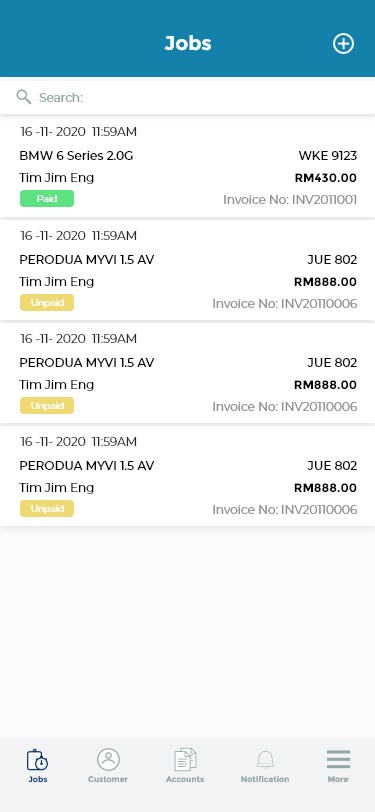 Jobs
Search:
16 -11- 2020 11:59AM
BMW 6 Series 2.0G WKE 9123
Tim Jim Eng RM430.00
Paid Invoice No: INV2011001
16 -11- 2020 11:59AM
PERODUA MYVI 1.5 AV JUE 802
Tim Jim Eng RM888.00
Unpaid Invoice No: INV20110006
16 -11- 2020 11:59AM
PERODUA MYVI 1.5 AV JUE 802
Tim Jim Eng RM888.00
Unpaid Invoice No: INV20110006
16 -11- 2020 11:59AM
PERODUA MYVI 1.5 AV JUE 802
Tim Jim Eng RM888.00
Unpaid Invoice No: INV20110006
Jobs Customer Accounts Notification More